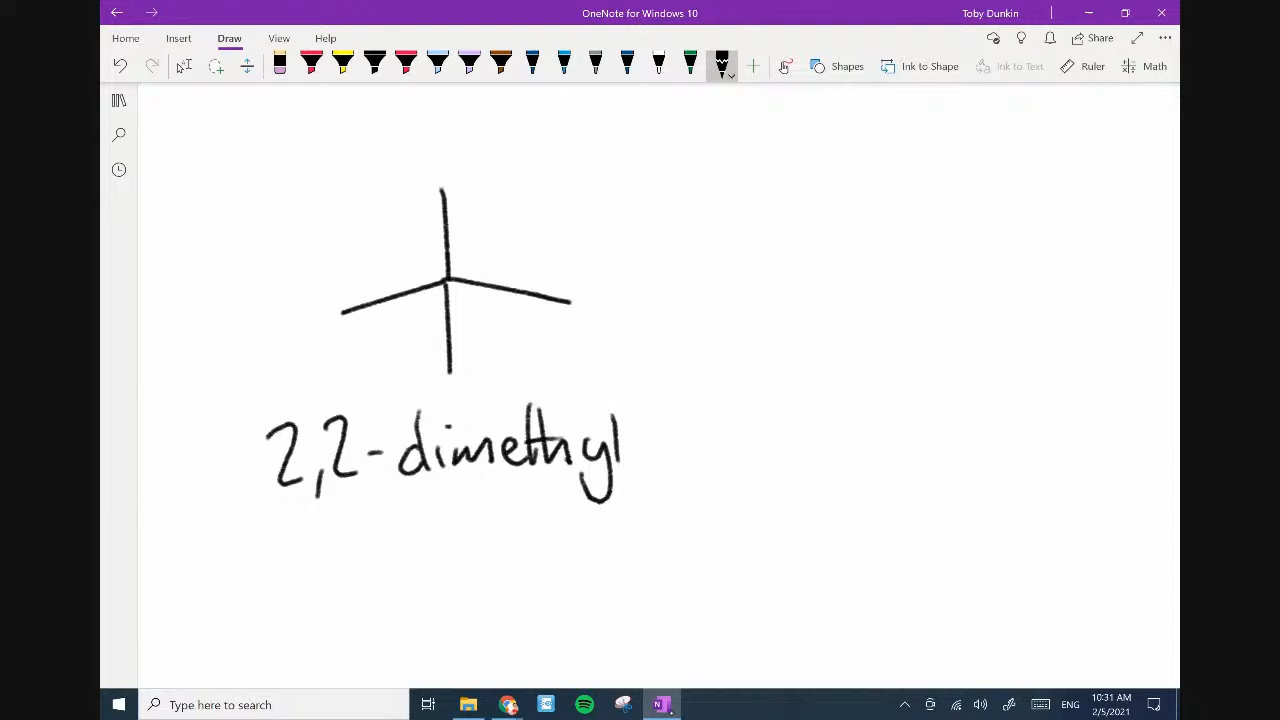 OneNote for Windows 10
Toby Dunkin
Home Insert Draw View Help
Share
Shapes Ink to Shape Ink to Text Ruler Math
2,2-dimethyl
Type here to search
ENG
10:31 AM
2/5/2021